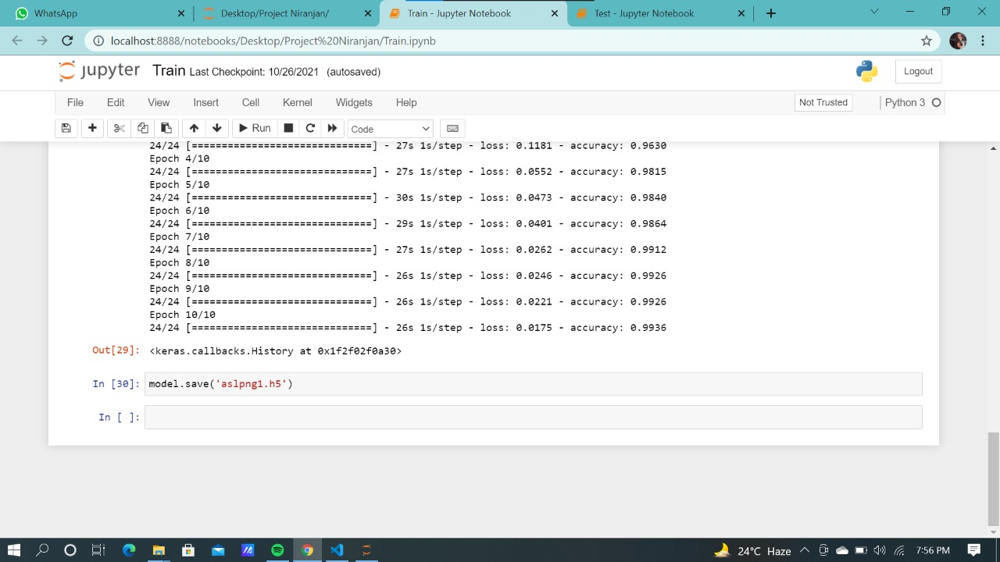 WhatsApp
Desktop/Project Niranjan/
Train - Jupyter Notebook
Test - Jupyter Notebook
localhost:8888/notebooks/Desktop/Project%20Niranjan/Train.ipynb
jupyter Train Last Checkpoint: 10/26/2021 (autosaved)
Logout
File Edit View Insert Cell Kernel Widgets Help
Not Trusted
Python 3
Run
Code
24/24 [==============================] - 27s 1s/step - loss: 0.1181 - accuracy: 0.9630
Epoch 4/10
24/24 [==============================] - 27s 1s/step - loss: 0.0552 - accuracy: 0.9815
Epoch 5/10
24/24 [==============================] - 30s 1s/step - loss: 0.0473 - accuracy: 0.9840
Epoch 6/10
24/24 [==============================] - 29s 1s/step - loss: 0.0401 - accuracy: 0.9864
Epoch 7/10
24/24 [==============================] - 27s 1s/step - loss: 0.0262 - accuracy: 0.9912
Epoch 8/10
24/24 [==============================] - 26s 1s/step - loss: 0.0246 - accuracy: 0.9926
Epoch 9/10
24/24 [==============================] - 26s 1s/step - loss: 0.0221 - accuracy: 0.9926
Epoch 10/10
24/24 [==============================] - 26s 1s/step - loss: 0.0175 - accuracy: 0.9936
Out[29]: <keras.callbacks.History at 0x1f2f02f0a30>
In [30]: model.save('aslpng1.h5')
In [ ]:
24°C Haze
7:56 PM